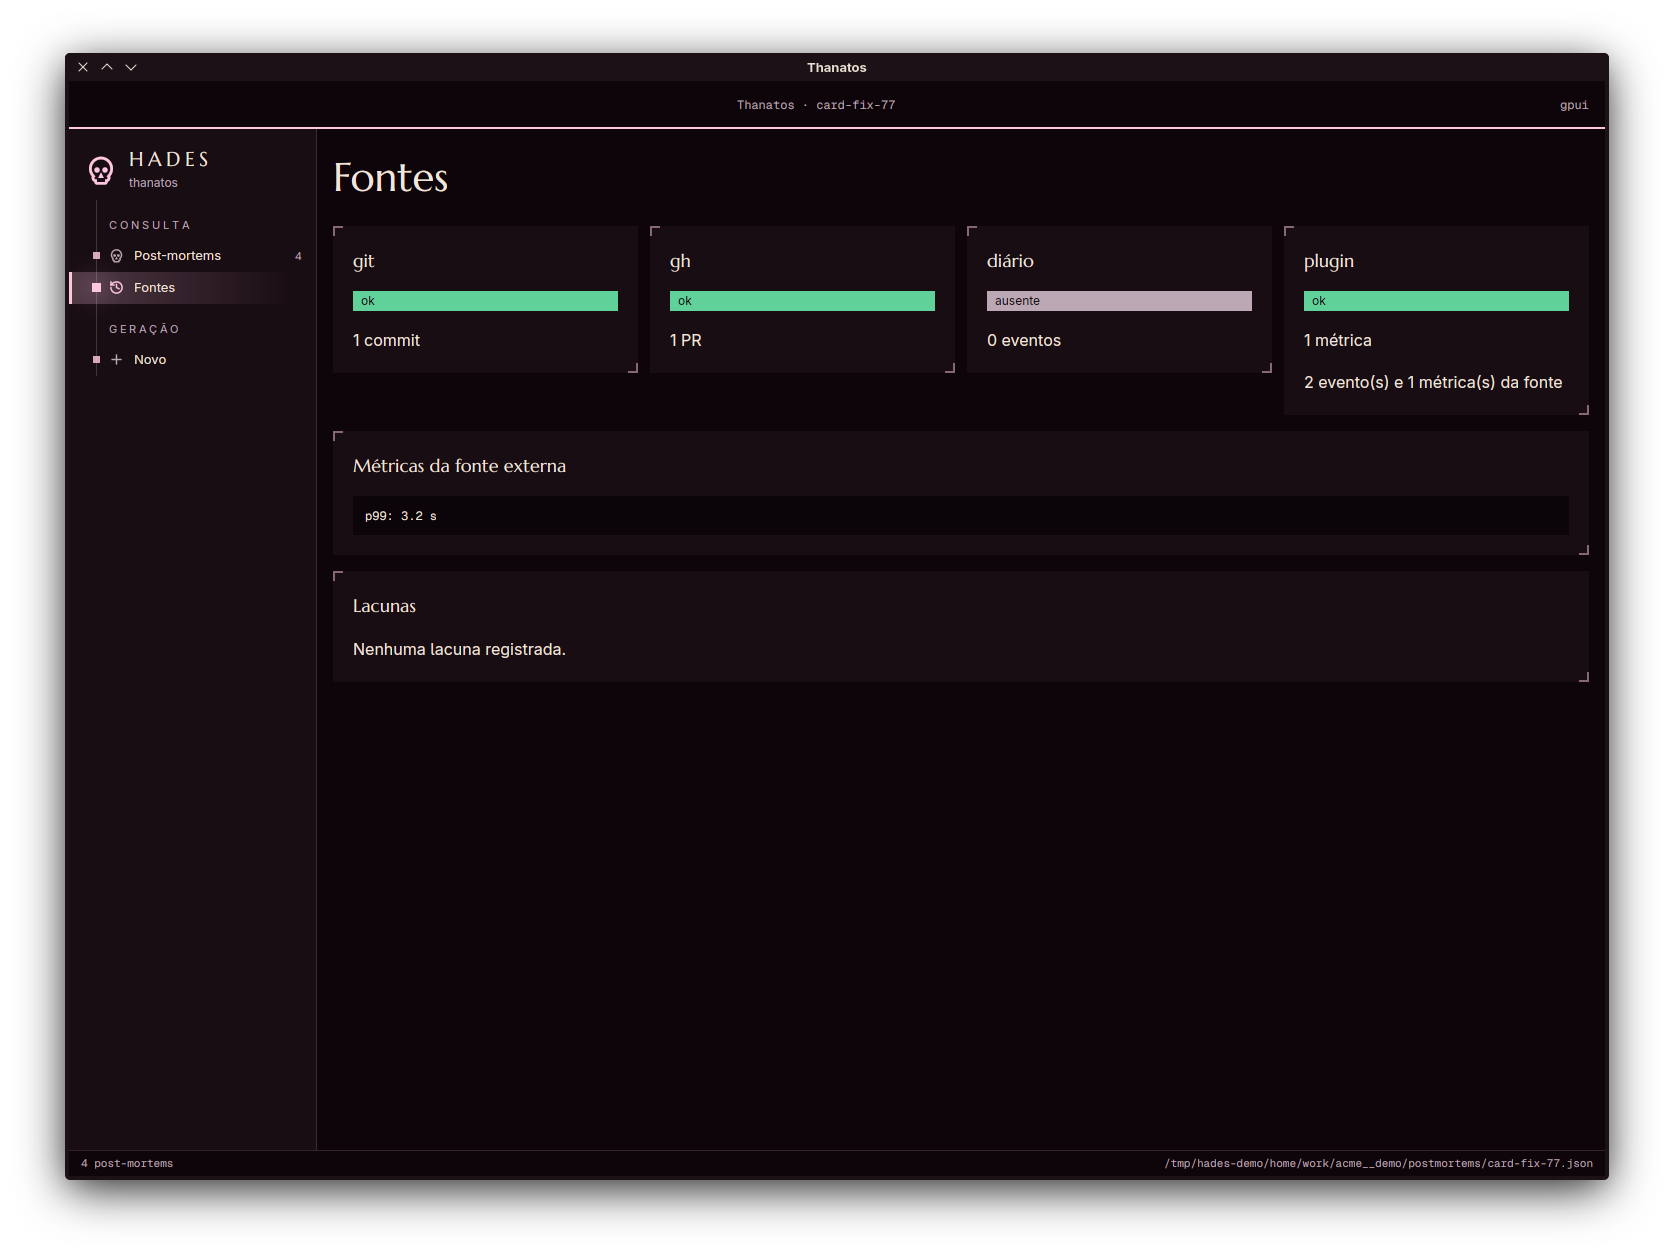 Thanatos
Thanatos · card-fix-77
gpui
HADES
thanatos
CONSULTA
Post-mortems 4
Fontes
GERAÇÃO
Novo
Fontes
git
ok
1 commit
gh
ok
1 PR
diário
ausente
0 eventos
plugin
ok
1 métrica
2 evento(s) e 1 métrica(s) da fonte
Métricas da fonte externa
p99: 3.2 s
Lacunas
Nenhuma lacuna registrada.
4 post-mortems
/tmp/hades-demo/home/work/acme__demo/postmortems/card-fix-77.json